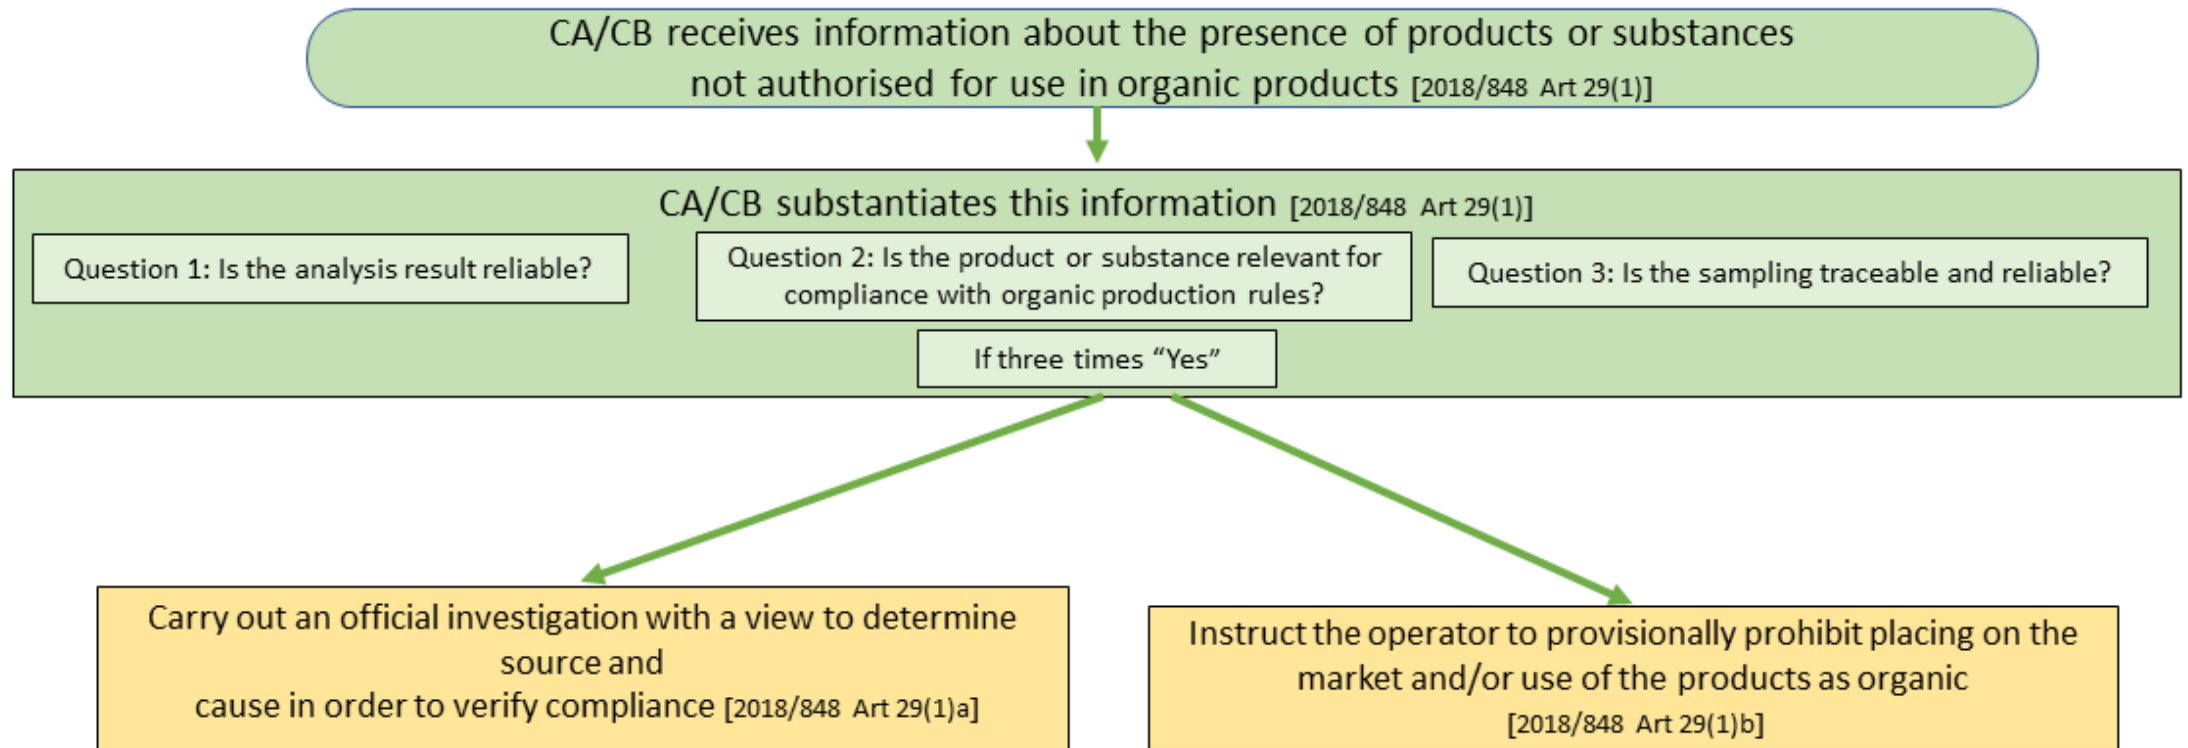 CA/CB receives information about the presence of products or substances
not authorised for use in organic products [2018/848 Art 29(1)]
CA/CB substantiates this information [2018/848 Art 29(1)]
Question 1: Is the analysis result reliable?
Question 2: Is the product or substance relevant for
compliance with organic production rules?
Question 3: Is the sampling traceable and reliable?
If three times “Yes”
Carry out an official investigation with a view to determine
source and
cause in order to verify compliance [2018/848 Art 29(1)a]
Instruct the operator to provisionally prohibit placing on the
market and/or use of the products as organic
[2018/848 Art 29(1)b]